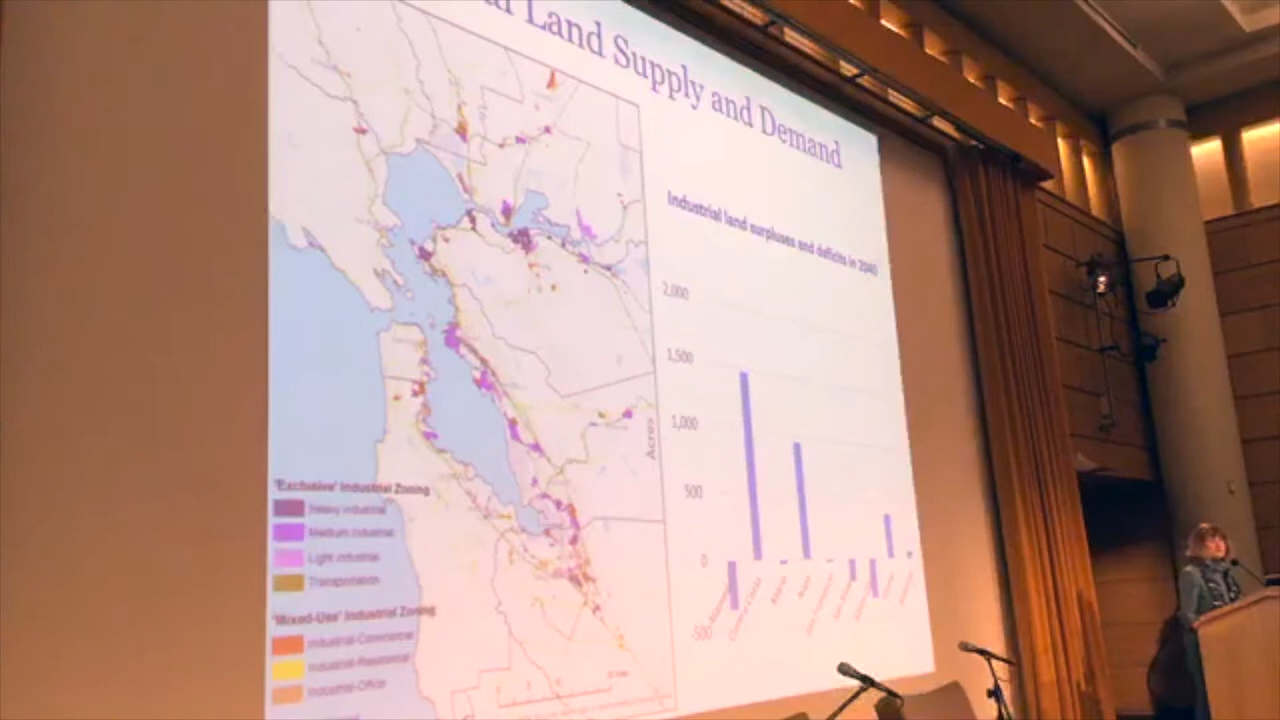 Land Supply and Demand
Industrial land surpluses and deficits in 2040
2,000
1,500
1,000
500
0
-500
Acres
Contra Costa
'Exclusive' Industrial Zoning
Heavy industrial
Medium industrial
Light industrial
Transportation
'Mixed-Use' Industrial Zoning
Industrial-Commercial
Industrial-Residential
Industrial-Office